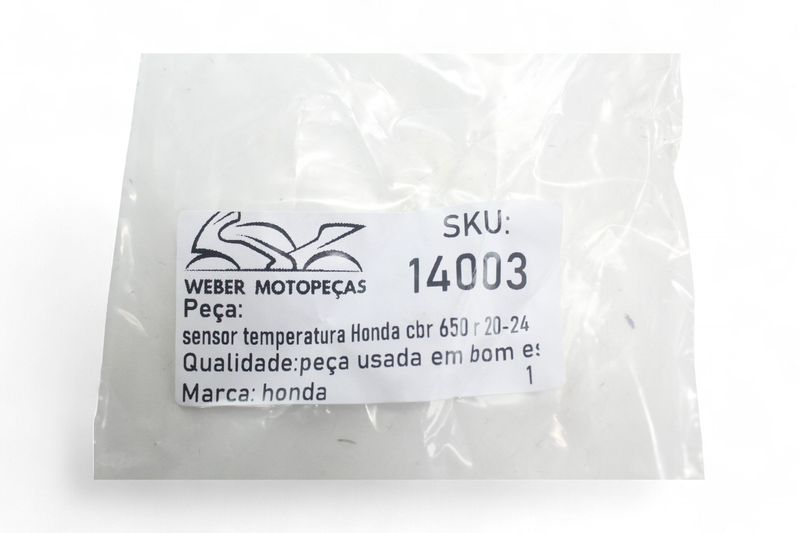 SKU:
14003
WEBER MOTOPEÇAS
Peça:
sensor temperatura Honda cbr 650 r 20-24
Qualidade:peça usada em bom es
1
Marca: honda